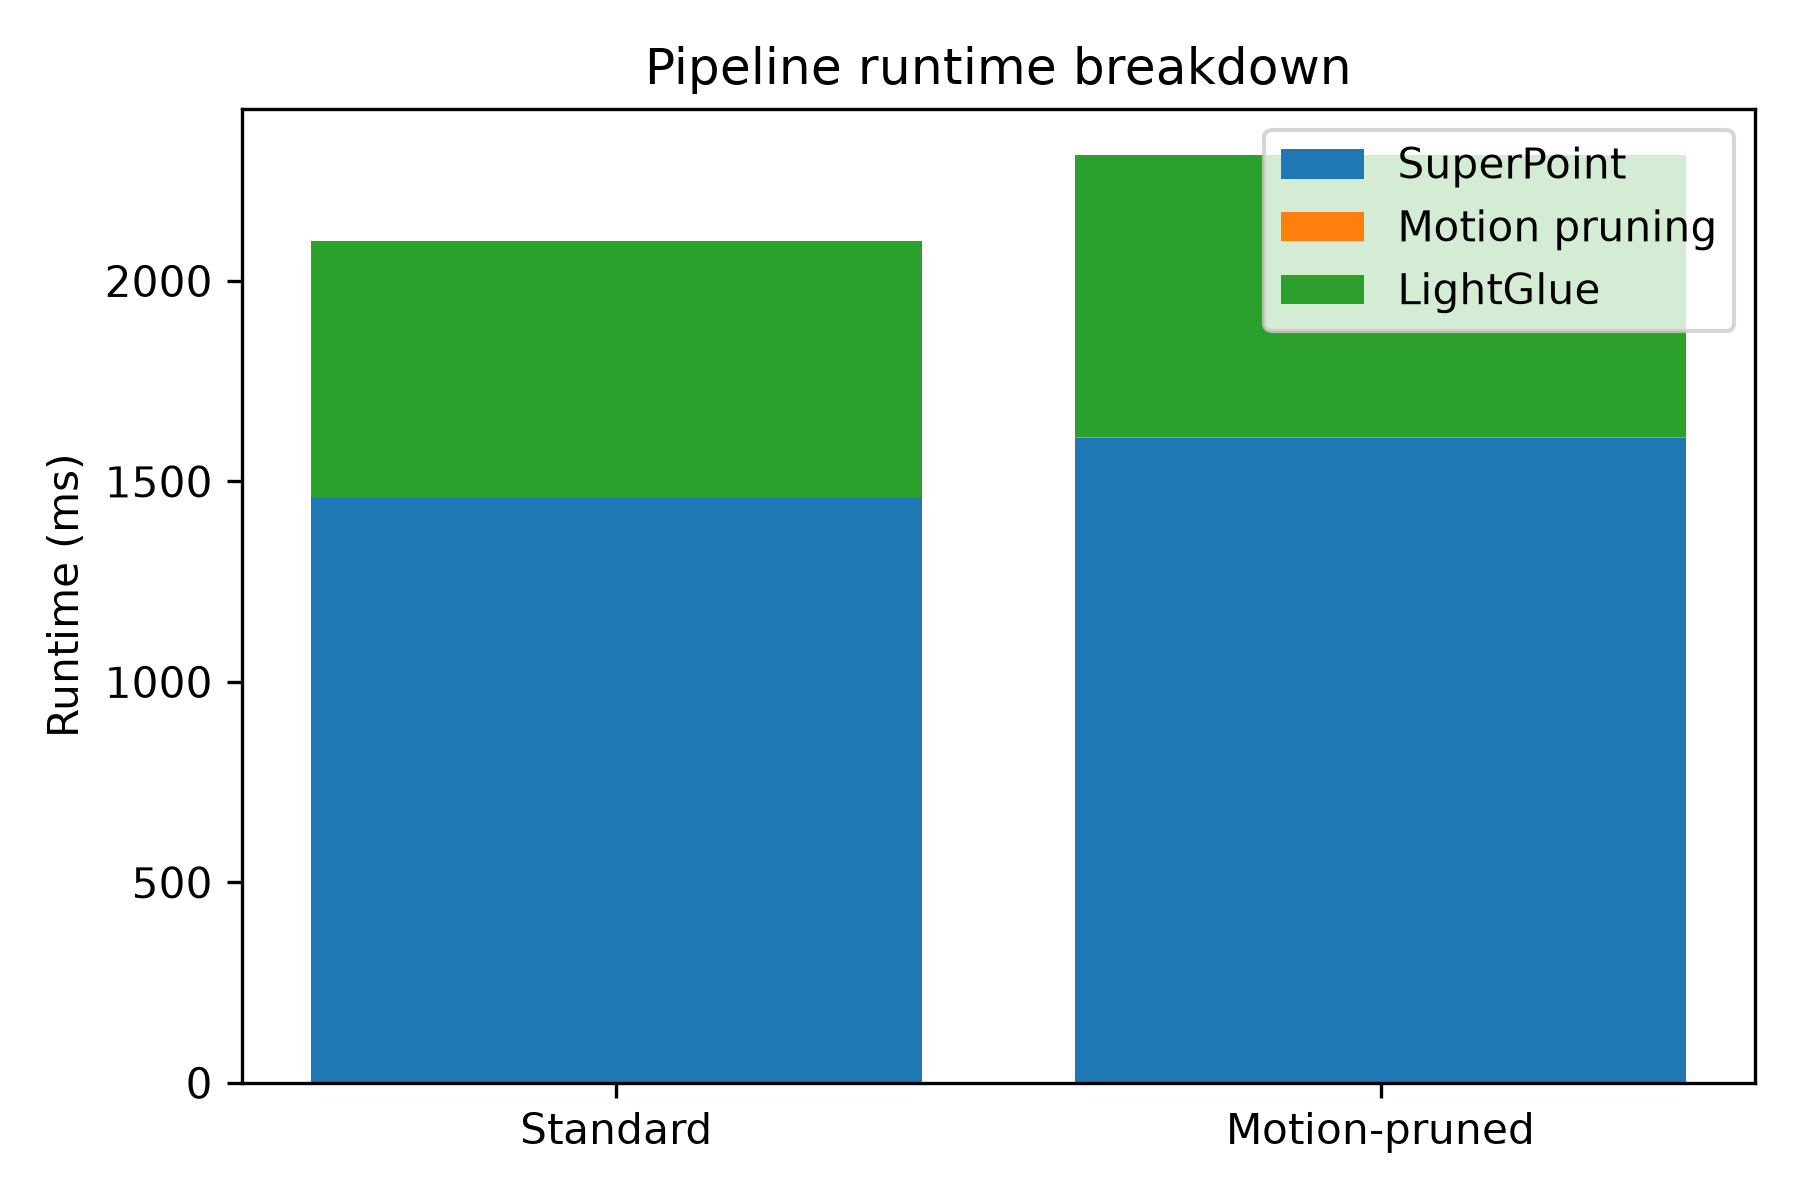 Pipeline runtime breakdown
SuperPoint
Motion pruning
LightGlue
Runtime (ms)
2000
1500
1000
500
0
Standard
Motion-pruned